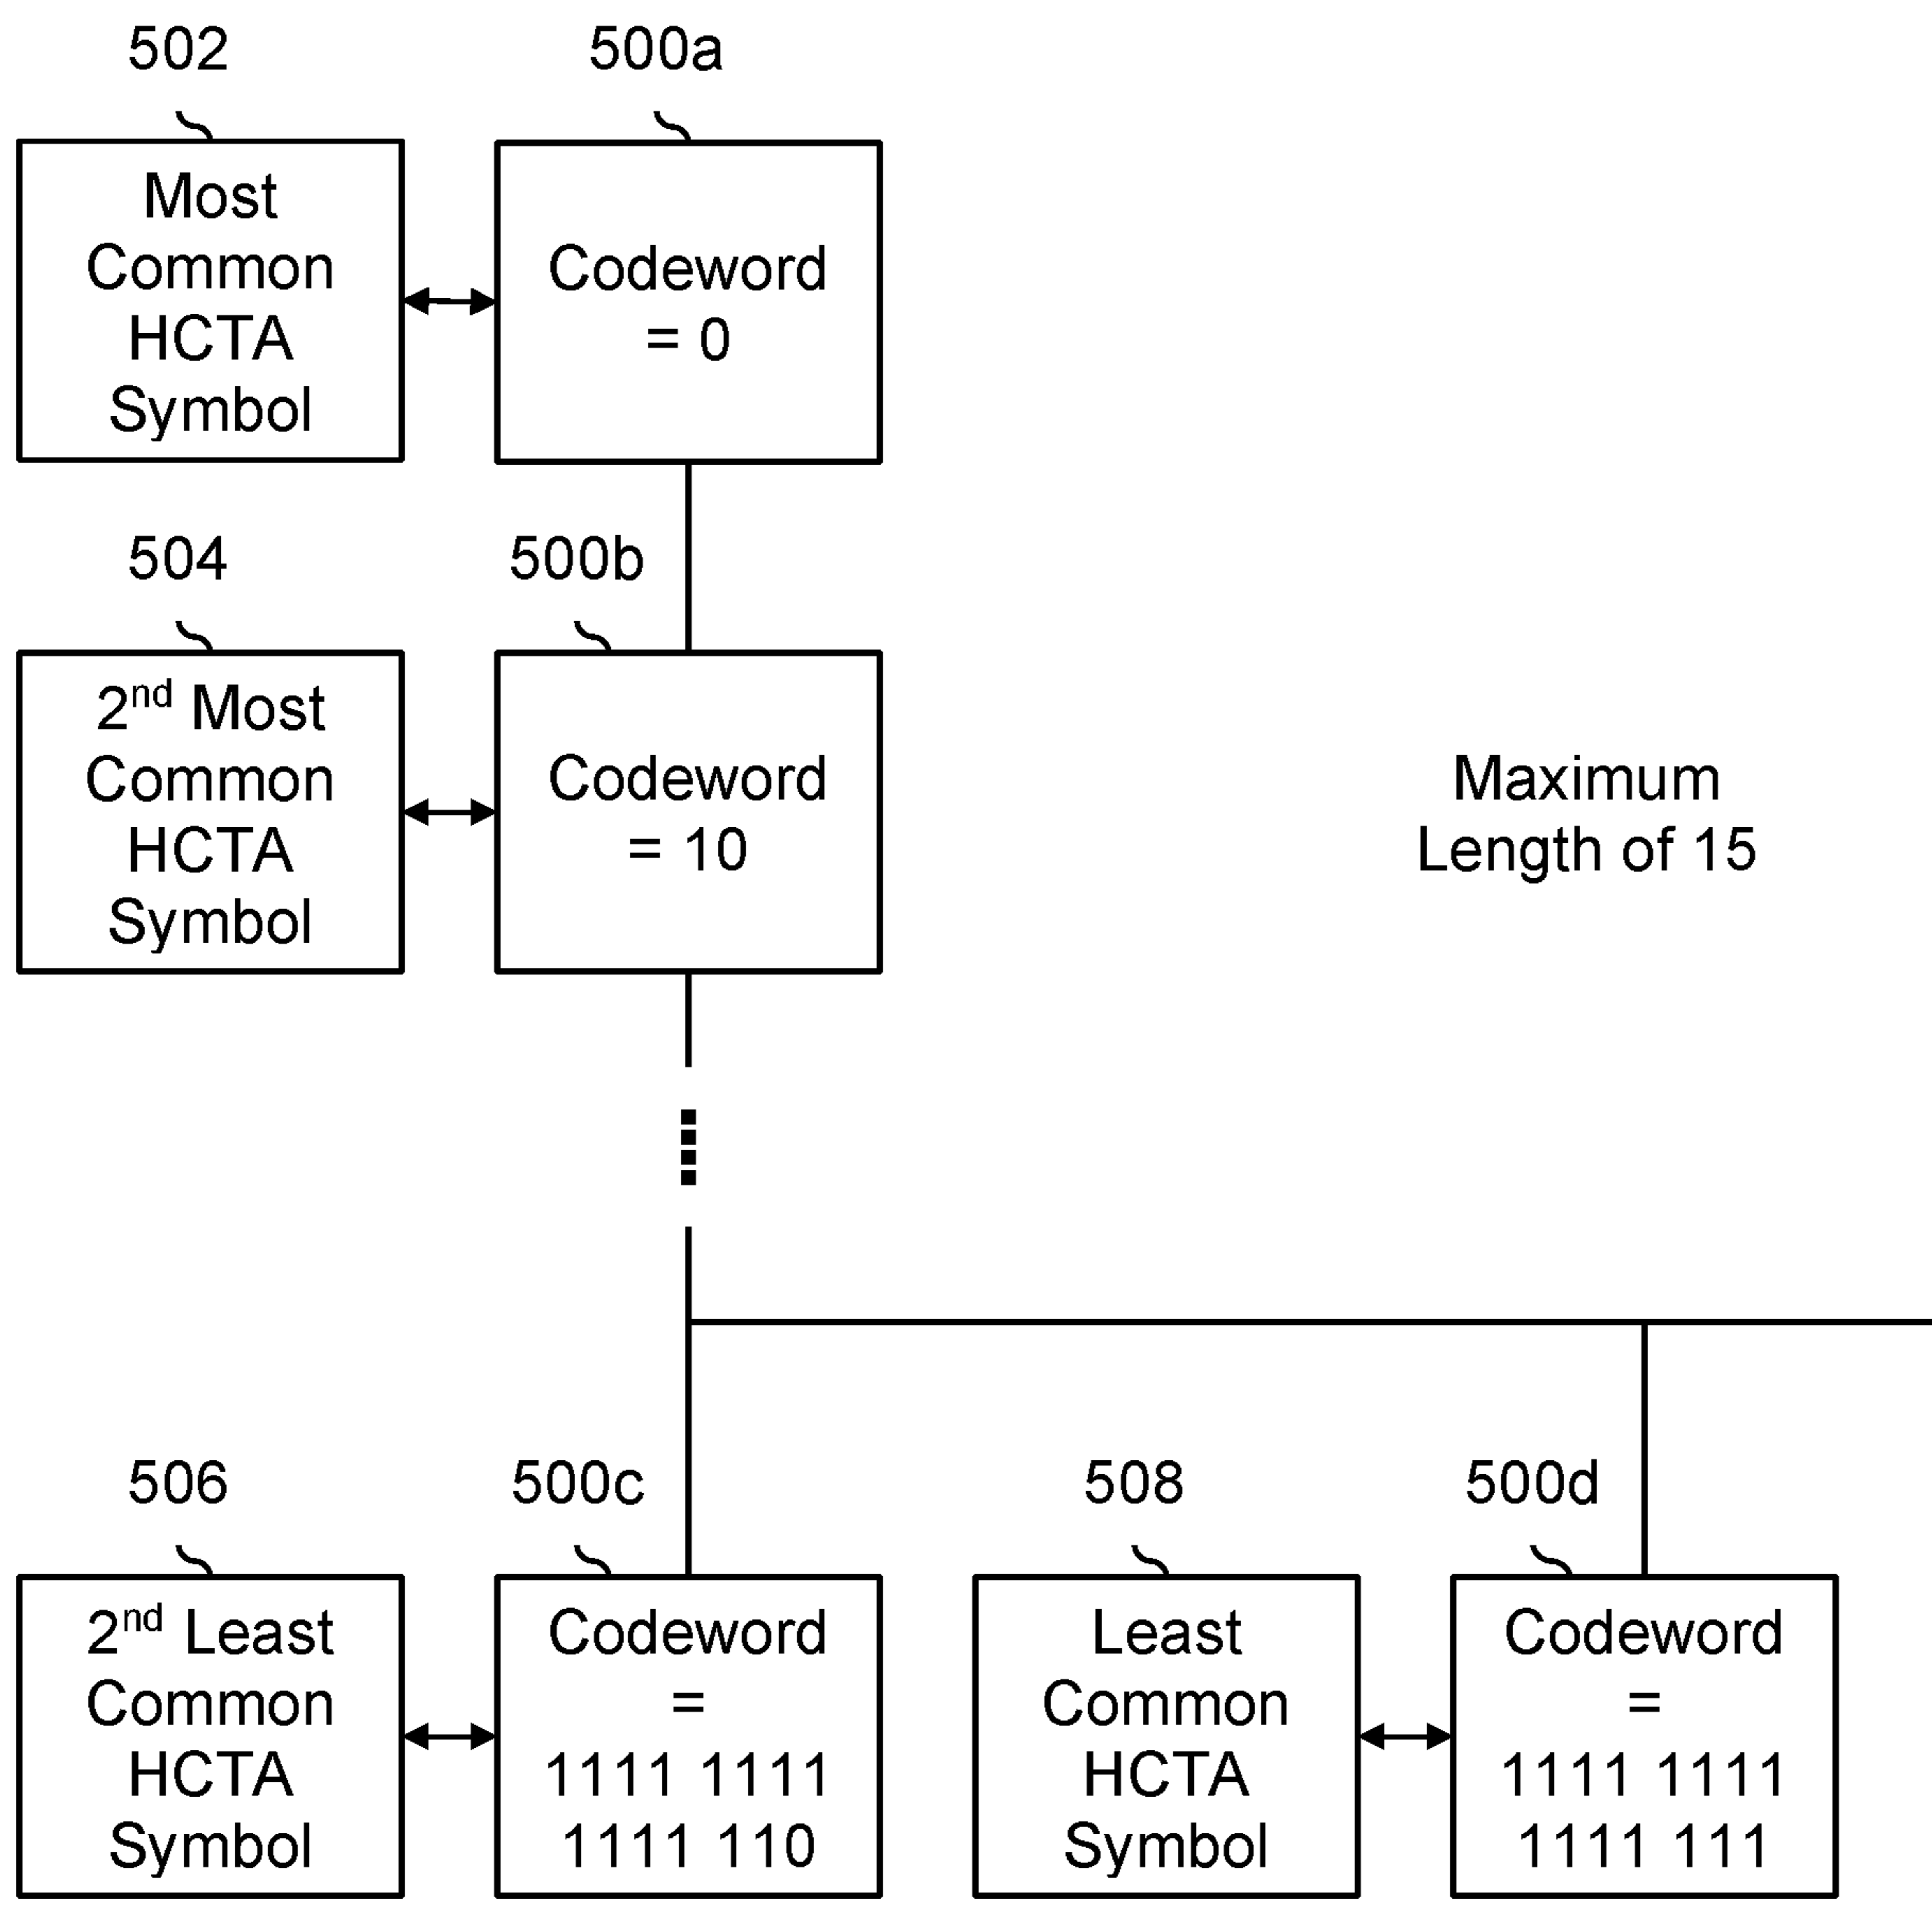 502
500a
Most
Common
HCTA
Symbol
Codeword
= 0
504
500b
2nd Most
Common
HCTA
Symbol
Codeword
= 10
Maximum
Length of 15
506
500c
508
500d
2nd Least
Common
HCTA
Symbol
Codeword
=
1111 1111
1111 110
Least
Common
HCTA
Symbol
Codeword
=
1111 1111
1111 111